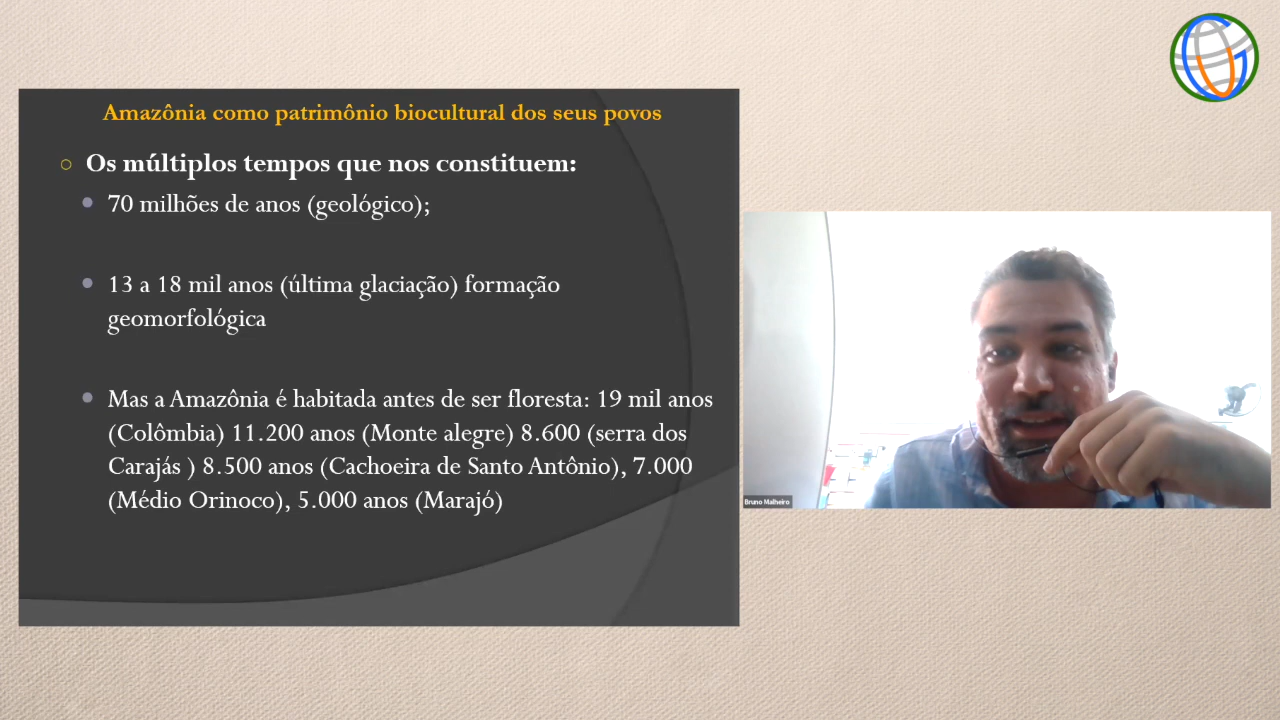 Amazônia como patrimônio biocultural dos seus povos
Os múltiplos tempos que nos constituem:
70 milhões de anos (geológico);
13 a 18 mil anos (última glaciação) formação
geomorfológica
Mas a Amazônia é habitada antes de ser floresta: 19 mil anos
(Colômbia) 11.200 anos (Monte alegre) 8.600 (serra dos
Carajás ) 8.500 anos (Cachoeira de Santo Antônio), 7.000
(Médio Orinoco), 5.000 anos (Marajó)
Bruno Malheiro